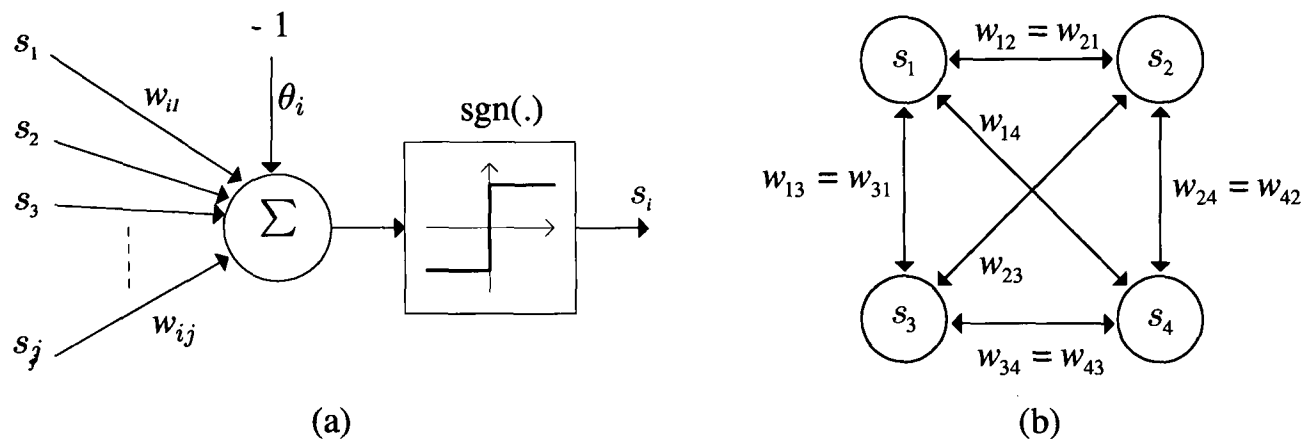 - 1
s₁
wᵢₗ
θᵢ
s₂
sgn(.)
s₃
Σ
sᵢ
wᵢⱼ
sⱼ
(a)
w₁₂ = w₂₁
s₁
s₂
w₁₄
w₁₃ = w₃₁
w₂₄ = w₄₂
w₂₃
s₃
s₄
w₃₄ = w₄₃
(b)